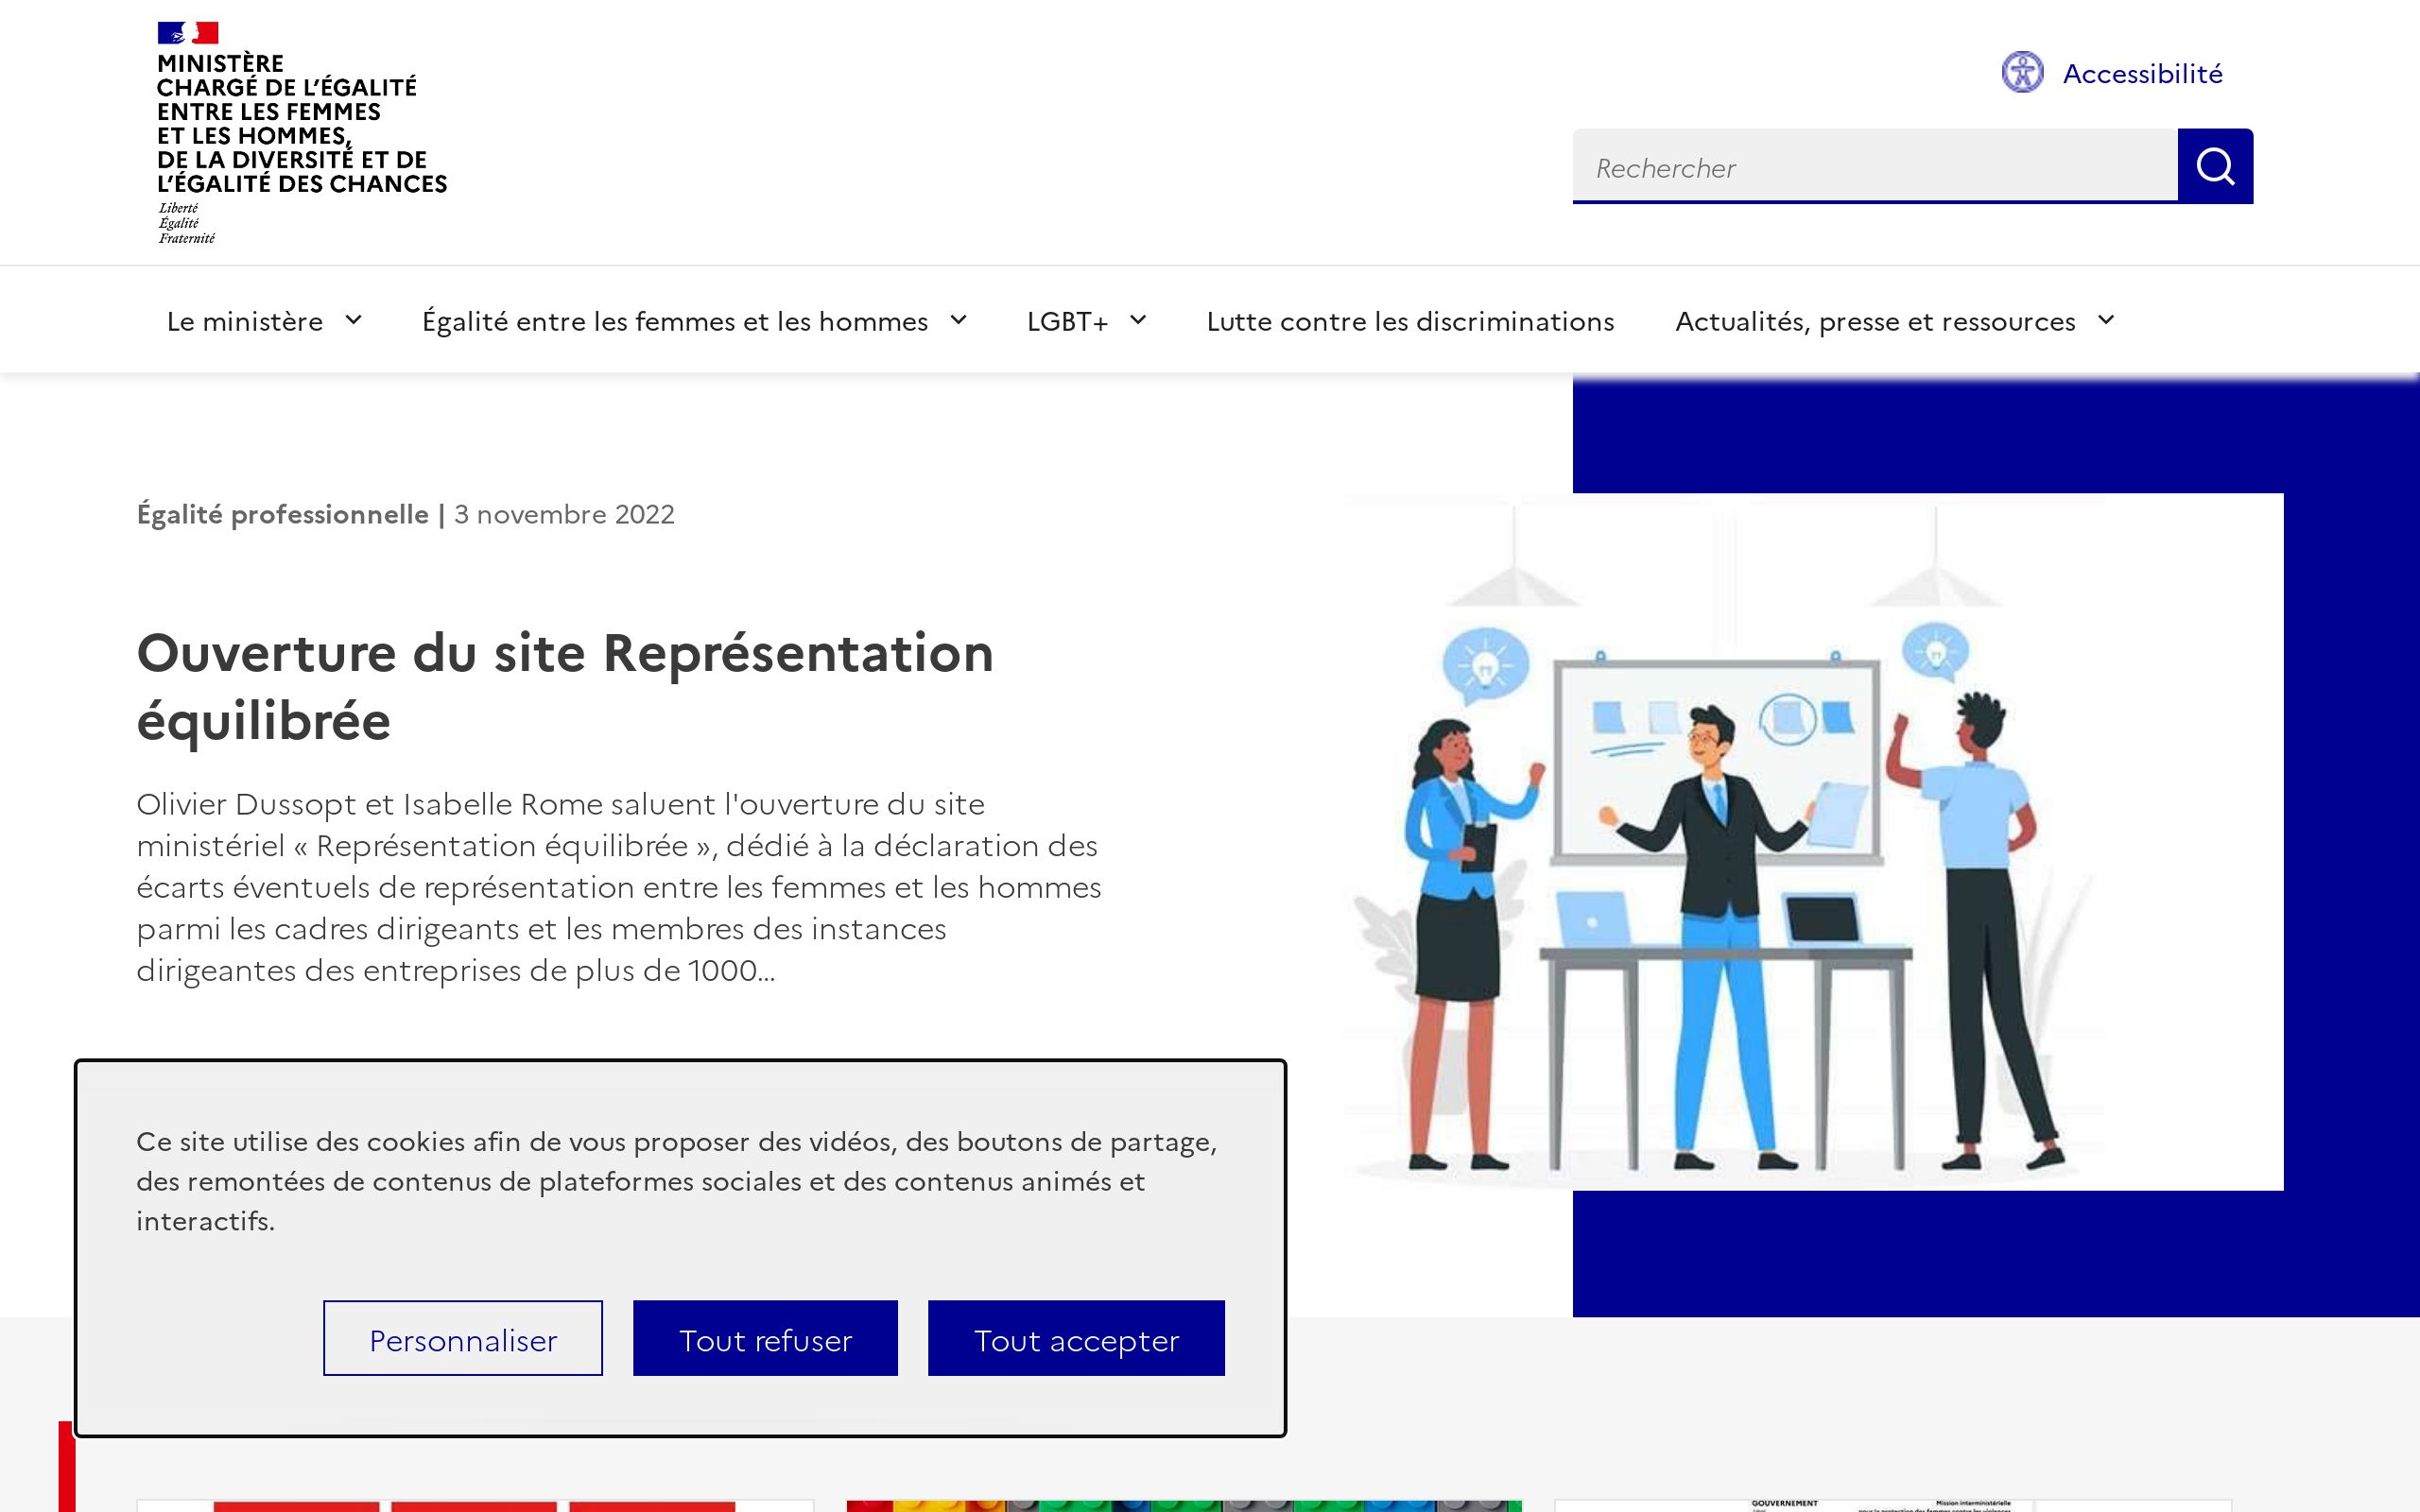 MINISTÈRE
CHARGÉ DE L'ÉGALITÉ
ENTRE LES FEMMES
ET LES HOMMES,
DE LA DIVERSITÉ ET DE
L'ÉGALITÉ DES CHANCES
Liberté
Égalité
Fraternité
Accessibilité
Rechercher
Le ministère
Égalité entre les femmes et les hommes
LGBT+
Lutte contre les discriminations
Actualités, presse et ressources
Égalité professionnelle | 3 novembre 2022
Ouverture du site Représentation
équilibrée
Olivier Dussopt et Isabelle Rome saluent l'ouverture du site
ministériel « Représentation équilibrée », dédié à la déclaration des
écarts éventuels de représentation entre les femmes et les hommes
parmi les cadres dirigeants et les membres des instances
dirigeantes des entreprises de plus de 1000...
Ce site utilise des cookies afin de vous proposer des vidéos, des boutons de partage,
des remontées de contenus de plateformes sociales et des contenus animés et
interactifs.
Personnaliser
Tout refuser
Tout accepter
GOUVERNEMENT
Mission interministérielle